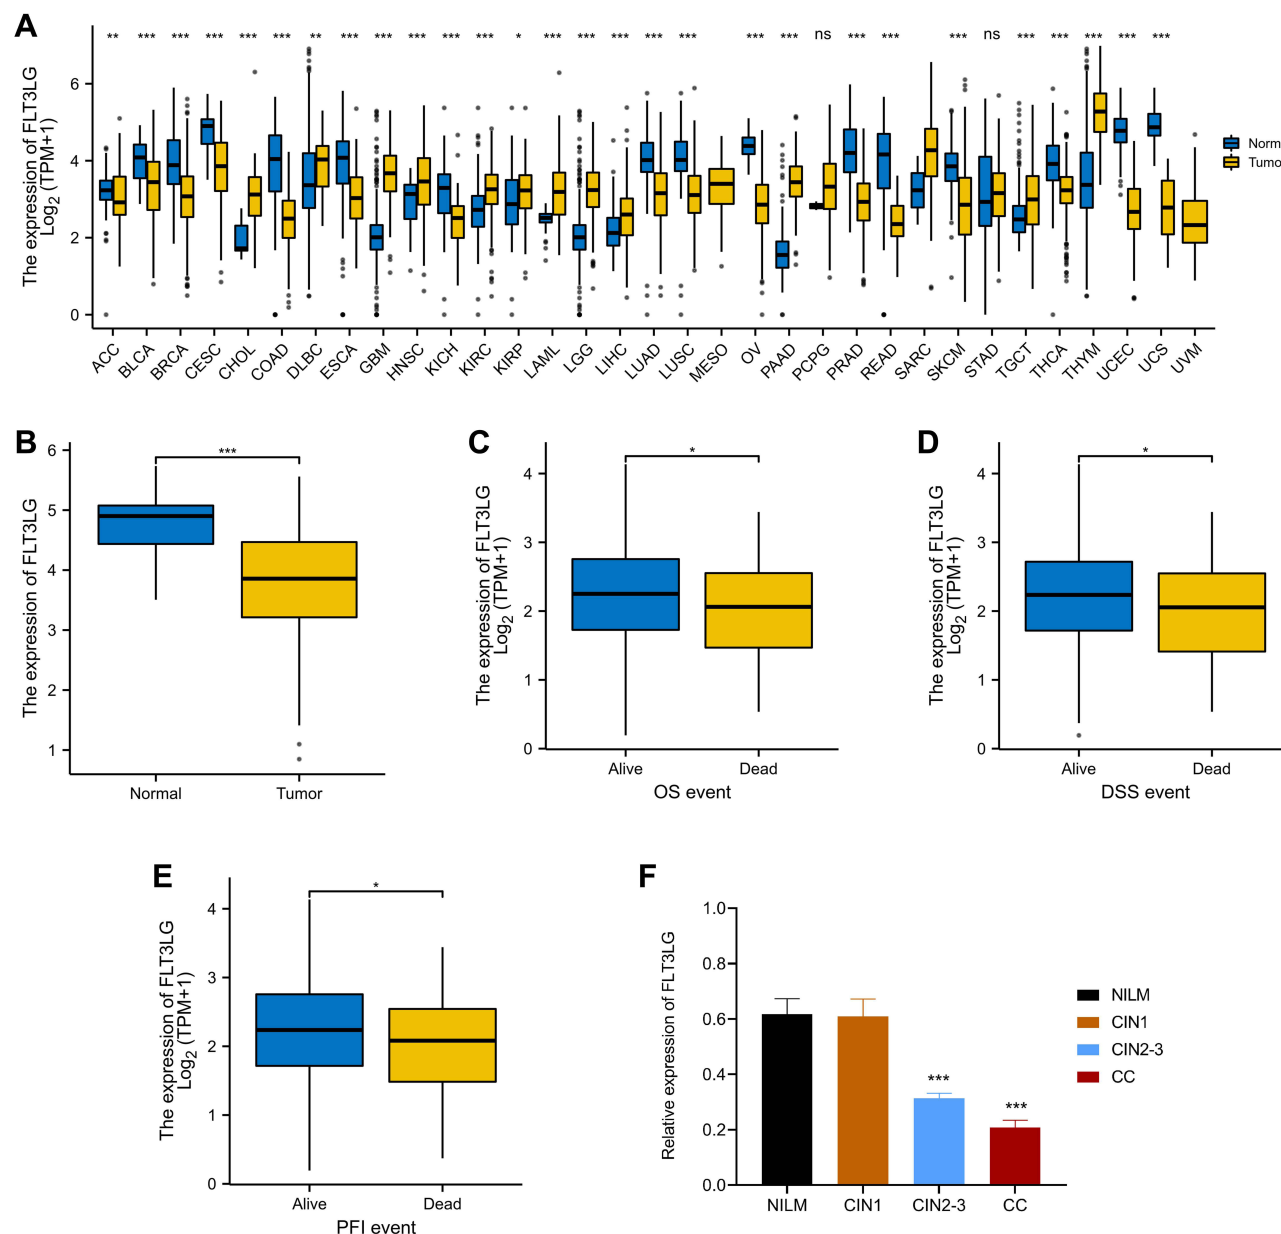 A
** *** *** *** *** *** ** *** *** *** *** *** * *** *** *** *** *** *** *** ns *** *** *** ns *** *** *** *** ***
The expression of FLT3LG
Log2 (TPM+1)
6
4
2
0
Norm
Tumo
ACC BLCA BRCA CESC CHOL COAD DLBC ESCA GBM HNSC KICH KIRC KIRP LAML LGG LIHC LUAD LUSC MESO OV PAAD PCPG PRAD READ SARC SKCM STAD TGCT THCA THYM UCEC UCS UVM
B
The expression of FLT3LG
6
5
4
3
2
1
***
Normal Tumor
C
The expression of FLT3LG
Log2 (TPM+1)
4
3
2
1
0
*
Alive Dead
OS event
D
The expression of FLT3LG
Log2 (TPM+1)
4
3
2
1
0
*
Alive Dead
DSS event
E
The expression of FLT3LG
Log2 (TPM+1)
4
3
2
1
0
*
Alive Dead
PFI event
F
Relative expression of FLT3LG
1.0
0.8
0.6
0.4
0.2
0.0
***
***
NILM CIN1 CIN2-3 CC
NILM
CIN1
CIN2-3
CC